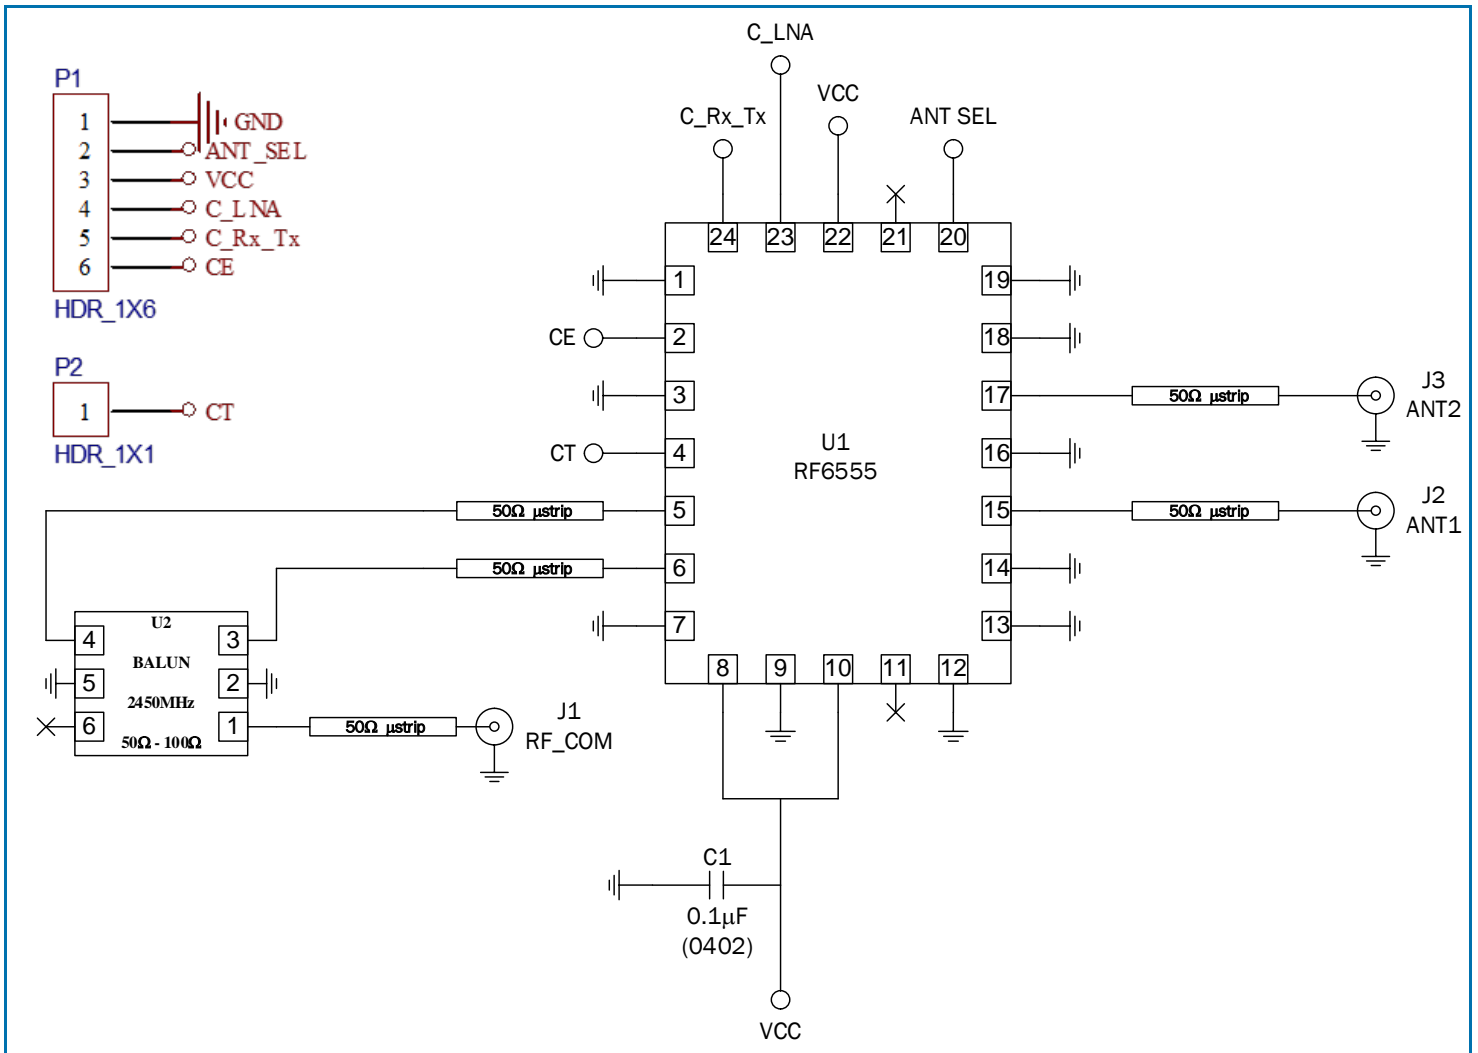 C_LNA
P1
VCC
C_Rx_Tx
ANT SEL
1 GND
2 ANT_SEL
3 VCC
4 C_LNA
5 C_Rx_Tx
6 CE
HDR_1X6
24 23 22 21 20
1 19
CE 2 18
P2
1 CT
HDR_1X1
3 17 50Ω µstrip J3
ANT2
CT 4 16
U1
RF6555
50Ω µstrip 5 15 50Ω µstrip J2
ANT1
50Ω µstrip 6 14
7 13
8 9 10 11 12
U2
4 3
BALUN
5 2
2450MHz
6 1 50Ω µstrip J1
RF_COM
50Ω - 100Ω
C1
0.1µF
(0402)
VCC